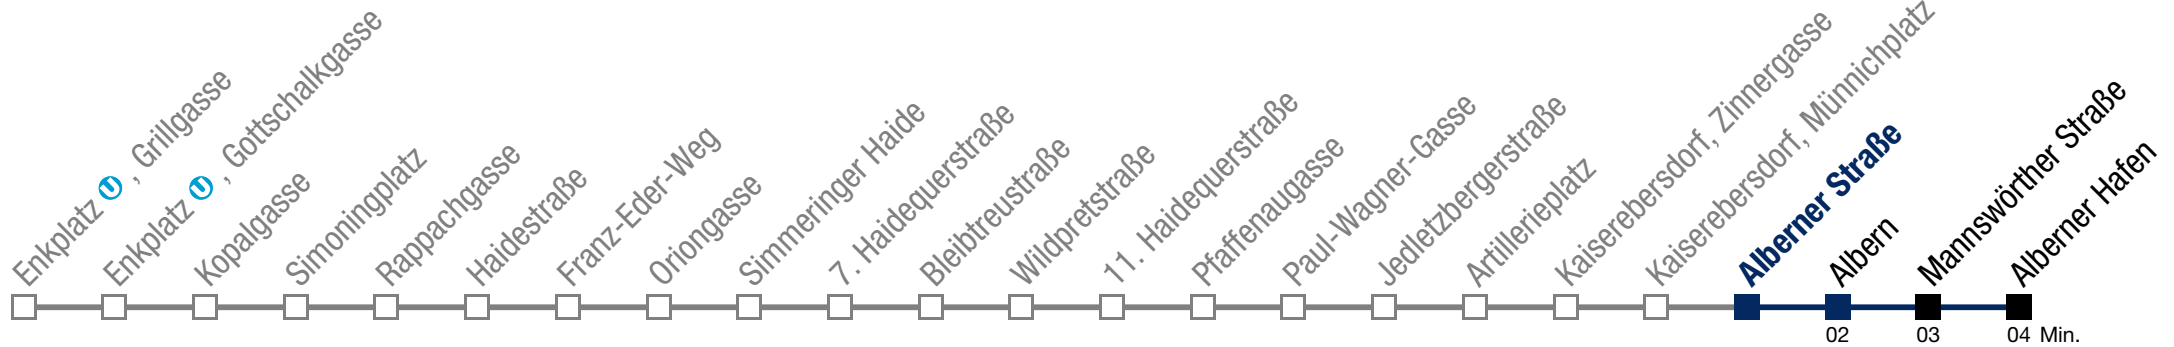 Enkplatz U , Grillgasse
Enkplatz U , Gottschalkgasse
Kopalgasse
Simoningplatz
Rappachgasse
Haidestraße
Franz-Eder-Weg
Oriongasse
Simmeringer Haide
7. Haidequerstraße
Bleibtreustraße
Wildpretstraße
11. Haidequerstraße
Pfaffenaugasse
Paul-Wagner-Gasse
Jedletzbergerstraße
Artillerieplatz
Kaiserebersdorf, Zinnergasse
Kaiserebersdorf, Münnichplatz
Alberner Straße
Albern
Mannswörther Straße
Alberner Hafen
02 03 04 Min.